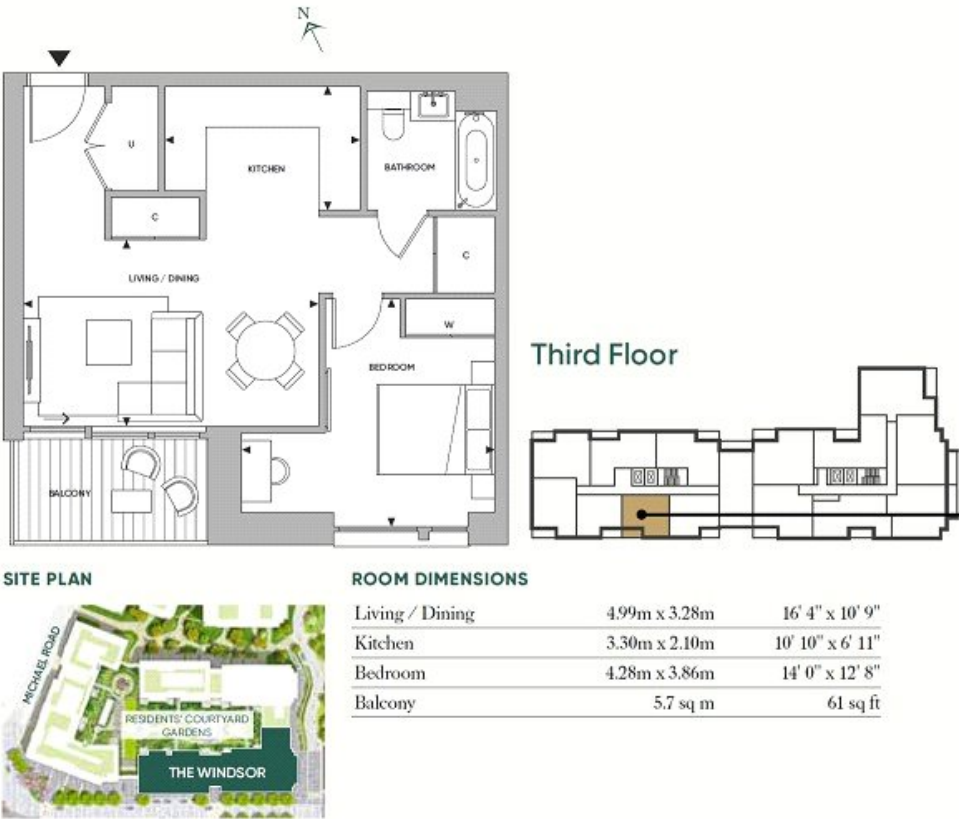 N
U
KITCHEN
BATHROOM
C
C
LIVING / DINING
W
BEDROOM
BALCONY
Third Floor
SITE PLAN
MICHAEL ROAD
RESIDENTS' COURTYARD
GARDENS
THE WINDSOR
ROOM DIMENSIONS
Living / Dining 4.99m x 3.28m 16' 4" x 10' 9"
Kitchen 3.30m x 2.10m 10' 10" x 6' 11"
Bedroom 4.28m x 3.86m 14' 0" x 12' 8"
Balcony 5.7 sq m 61 sq ft